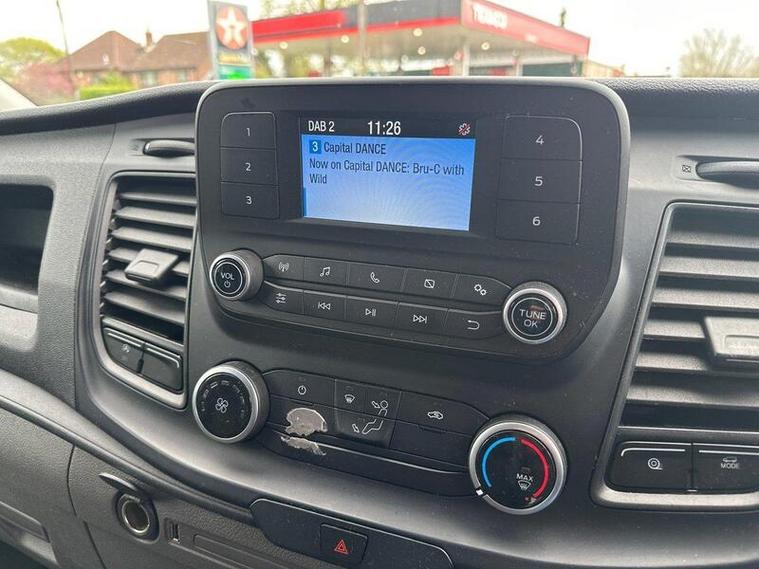 TEXACO
DAB 2 11:26
3 Capital DANCE
Now on Capital DANCE: Bru-C with
Wild
1
2
3
4
5
6
VOL
TUNE
OK
MAX
MODE